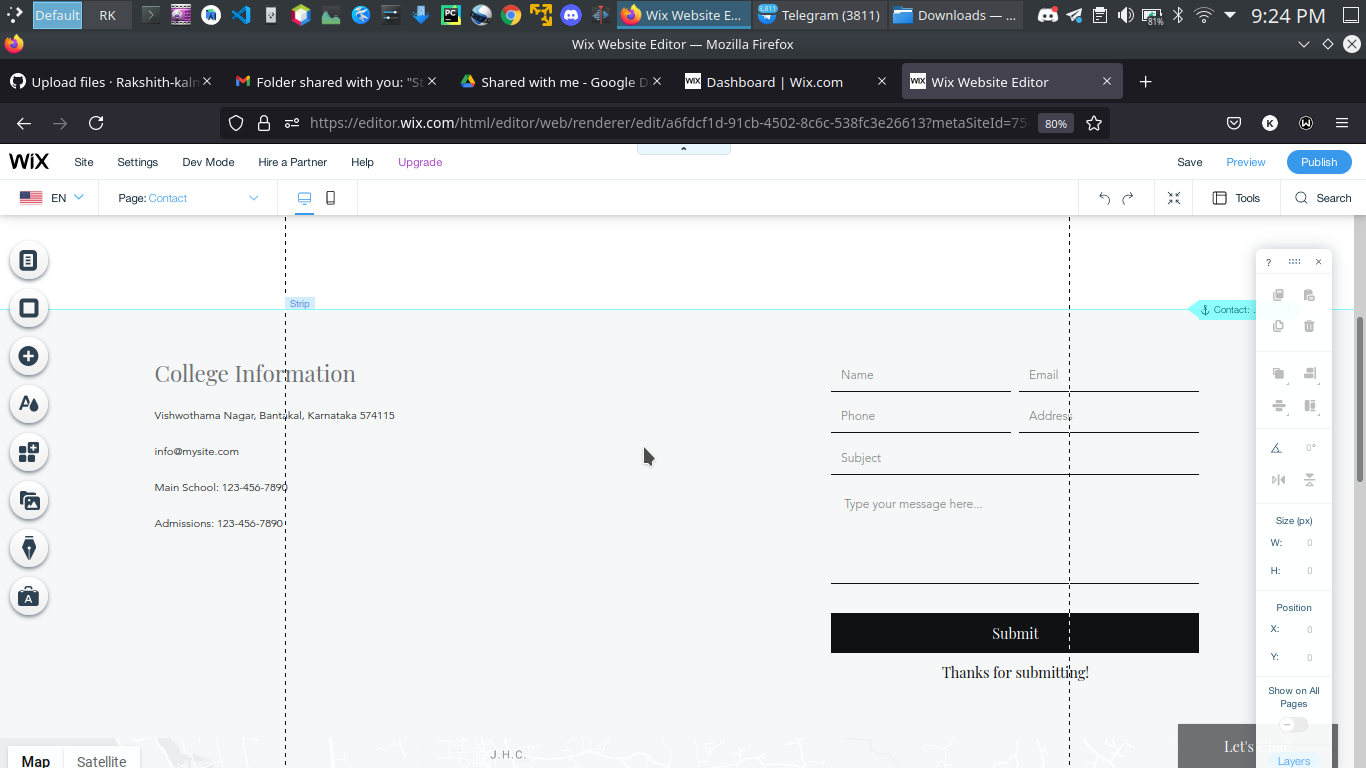 Default RK Wix Website E... 3,811 Telegram (3811) Downloads — ... 81% 9:24 PM
Wix Website Editor — Mozilla Firefox
Upload files · Rakshith-kaln Folder shared with you: "St Shared with me - Google D WiX Dashboard | Wix.com WiX Wix Website Editor
https://editor.wix.com/html/editor/web/renderer/edit/a6fdcf1d-91cb-4502-8c6c-538fc3e26613?metaSiteId=75 80% K
WiX Site Settings Dev Mode Hire a Partner Help Upgrade Save Preview Publish
EN Page: Contact Tools Search
Strip
Contact: ..
College Information
Vishwothama Nagar, Bantakal, Karnataka 574115
info@mysite.com
Main School: 123-456-7890
Admissions: 123-456-7890
Name Email
Phone Address
Subject
Type your message here...
Submit
Thanks for submitting!
?
0°
Size (px)
W: 0
H: 0
Position
X: 0
Y: 0
Show on All
Pages
Layers
Let's
Map Satellite
J.H.C.